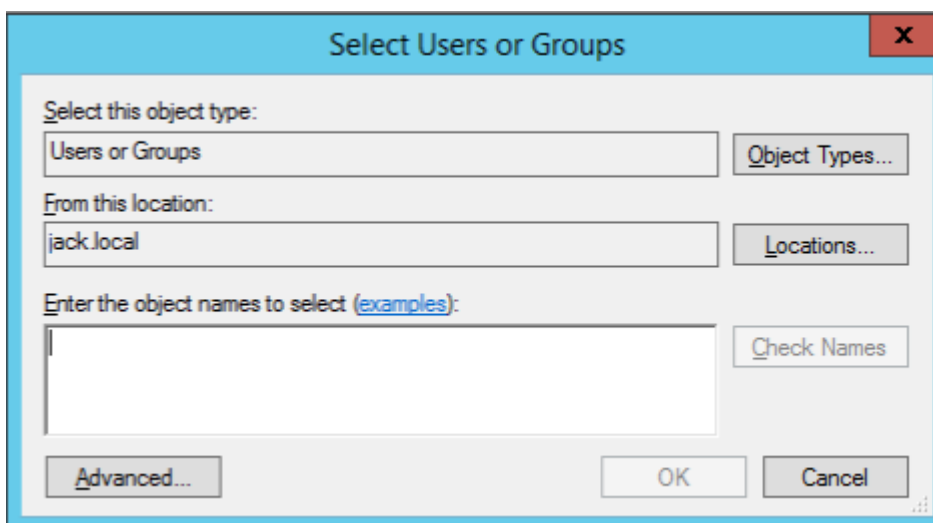 Select Users or Groups
x
Select this object type:
Users or Groups
Object Types...
From this location:
jack.local
Locations...
Enter the object names to select (examples):
Check Names
Advanced...
OK
Cancel